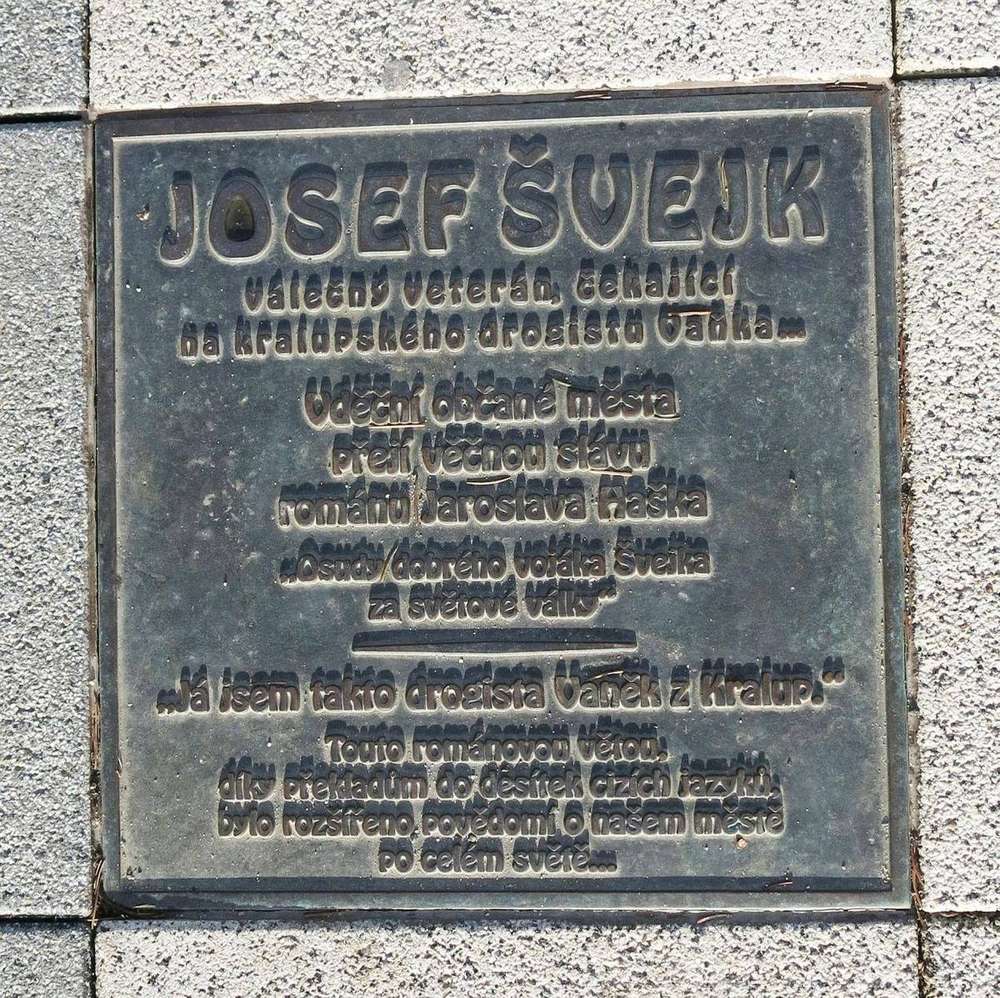 JOSEF ŠVEJK
válečný veterán, čekající
na kralupského drogistu Vaňka...
Vděční občané města
přejí věčnou slávu
románu Jaroslava Haška
„Osudy dobrého vojáka Švejka
za světové války“
„Já jsem takto drogista Vaněk z Kralup.“
Touto románovou větou,
díky překladům do desítek cizích jazyků,
bylo rozšířeno povědomí o našem městě
po celém světě...